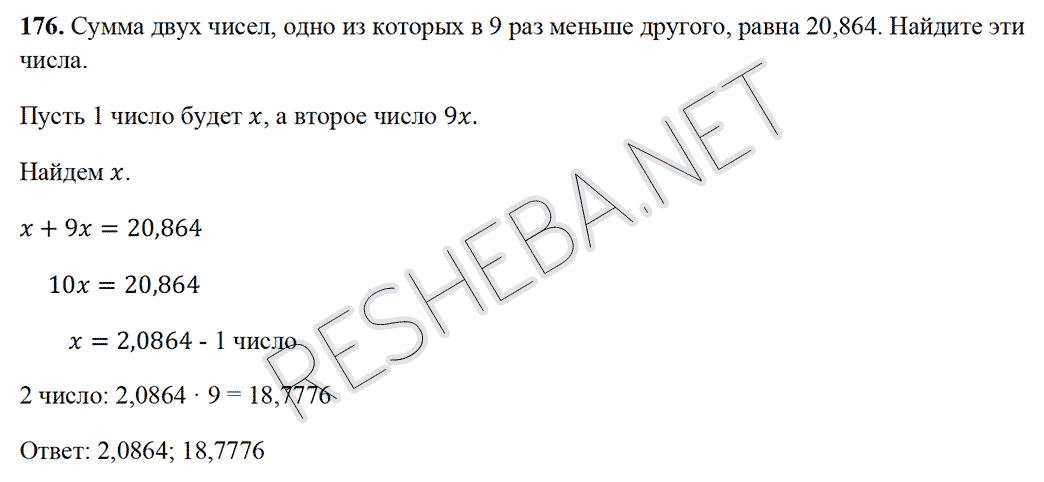 176. Сумма двух чисел, одно из которых в 9 раз меньше другого, равна 20,864. Найдите эти
числа.
Пусть 1 число будет x, а второе число 9x.
Найдем x.
x + 9x = 20,864
10x = 20,864
x = 2,0864 - 1 число
2 число: 2,0864 · 9 = 18,7776
Ответ: 2,0864; 18,7776
RESHEBA.NET